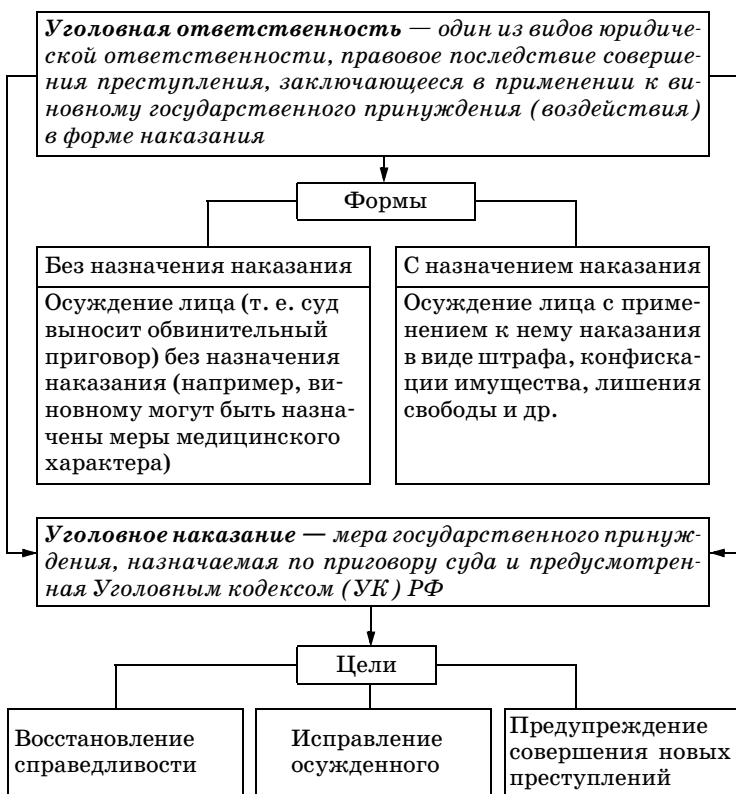 Уголовная ответственность — один из видов юридиче-
ской ответственности, правовое последствие соверше-
ния преступления, заключающееся в применении к ви-
новному государственного принуждения (воздействия)
в форме наказания
Формы
Без назначения наказания
Осуждение лица (т. е. суд
выносит обвинительный
приговор) без назначения
наказания (например, ви-
новному могут быть назна-
чены меры медицинского
характера)
С назначением наказания
Осуждение лица с приме-
нением к нему наказания
в виде штрафа, конфиска-
ции имущества, лишения
свободы и др.
Уголовное наказание — мера государственного принуж-
дения, назначаемая по приговору суда и предусмотрен-
ная Уголовным кодексом (УК) РФ
Цели
Восстановление
справедливости
Исправление
осужденного
Предупреждение
совершения новых
преступлений